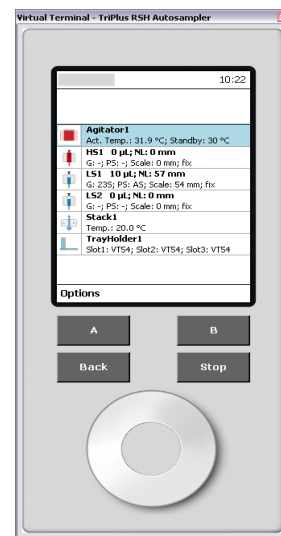 Virtual Terminal - TriPlus RSH Autosampler
10:22
Agitator1
Act. Temp.: 31.9 °C; Standby: 30 °C
HS1 0 µL; NL: 0 mm
G: -; PS: -; Scale: 0 mm; fix
LS1 10 µL; NL: 57 mm
G: 23S; PS: AS; Scale: 54 mm; fix
LS2 0 µL; NL: 0 mm
G: -; PS: -; Scale: 0 mm; fix
Stack1
Temp.: 20.0 °C
TrayHolder1
Slot1: VT54; Slot2: VT54; Slot3: VT54
Options
A B
Back Stop